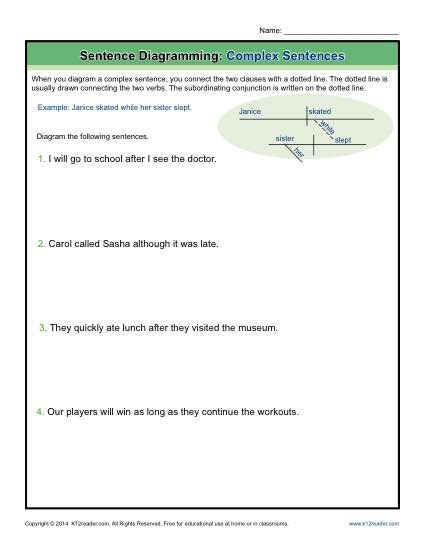 Name: ____________________________
Sentence Diagramming: Complex Sentences
When you diagram a complex sentence, you connect the two clauses with a dotted line. The dotted line is
usually drawn connecting the two verbs. The subordinating conjunction is written on the dotted line.
Example: Janice skated while her sister slept.
Janice skated
while
sister slept
her
Diagram the following sentences.
1. I will go to school after I see the doctor.
2. Carol called Sasha although it was late.
3. They quickly ate lunch after they visited the museum.
4. Our players will win as long as they continue the workouts.
Copyright © 2014 K12reader.com. All Rights Reserved. Free for educational use at home or in classrooms. www.k12reader.com